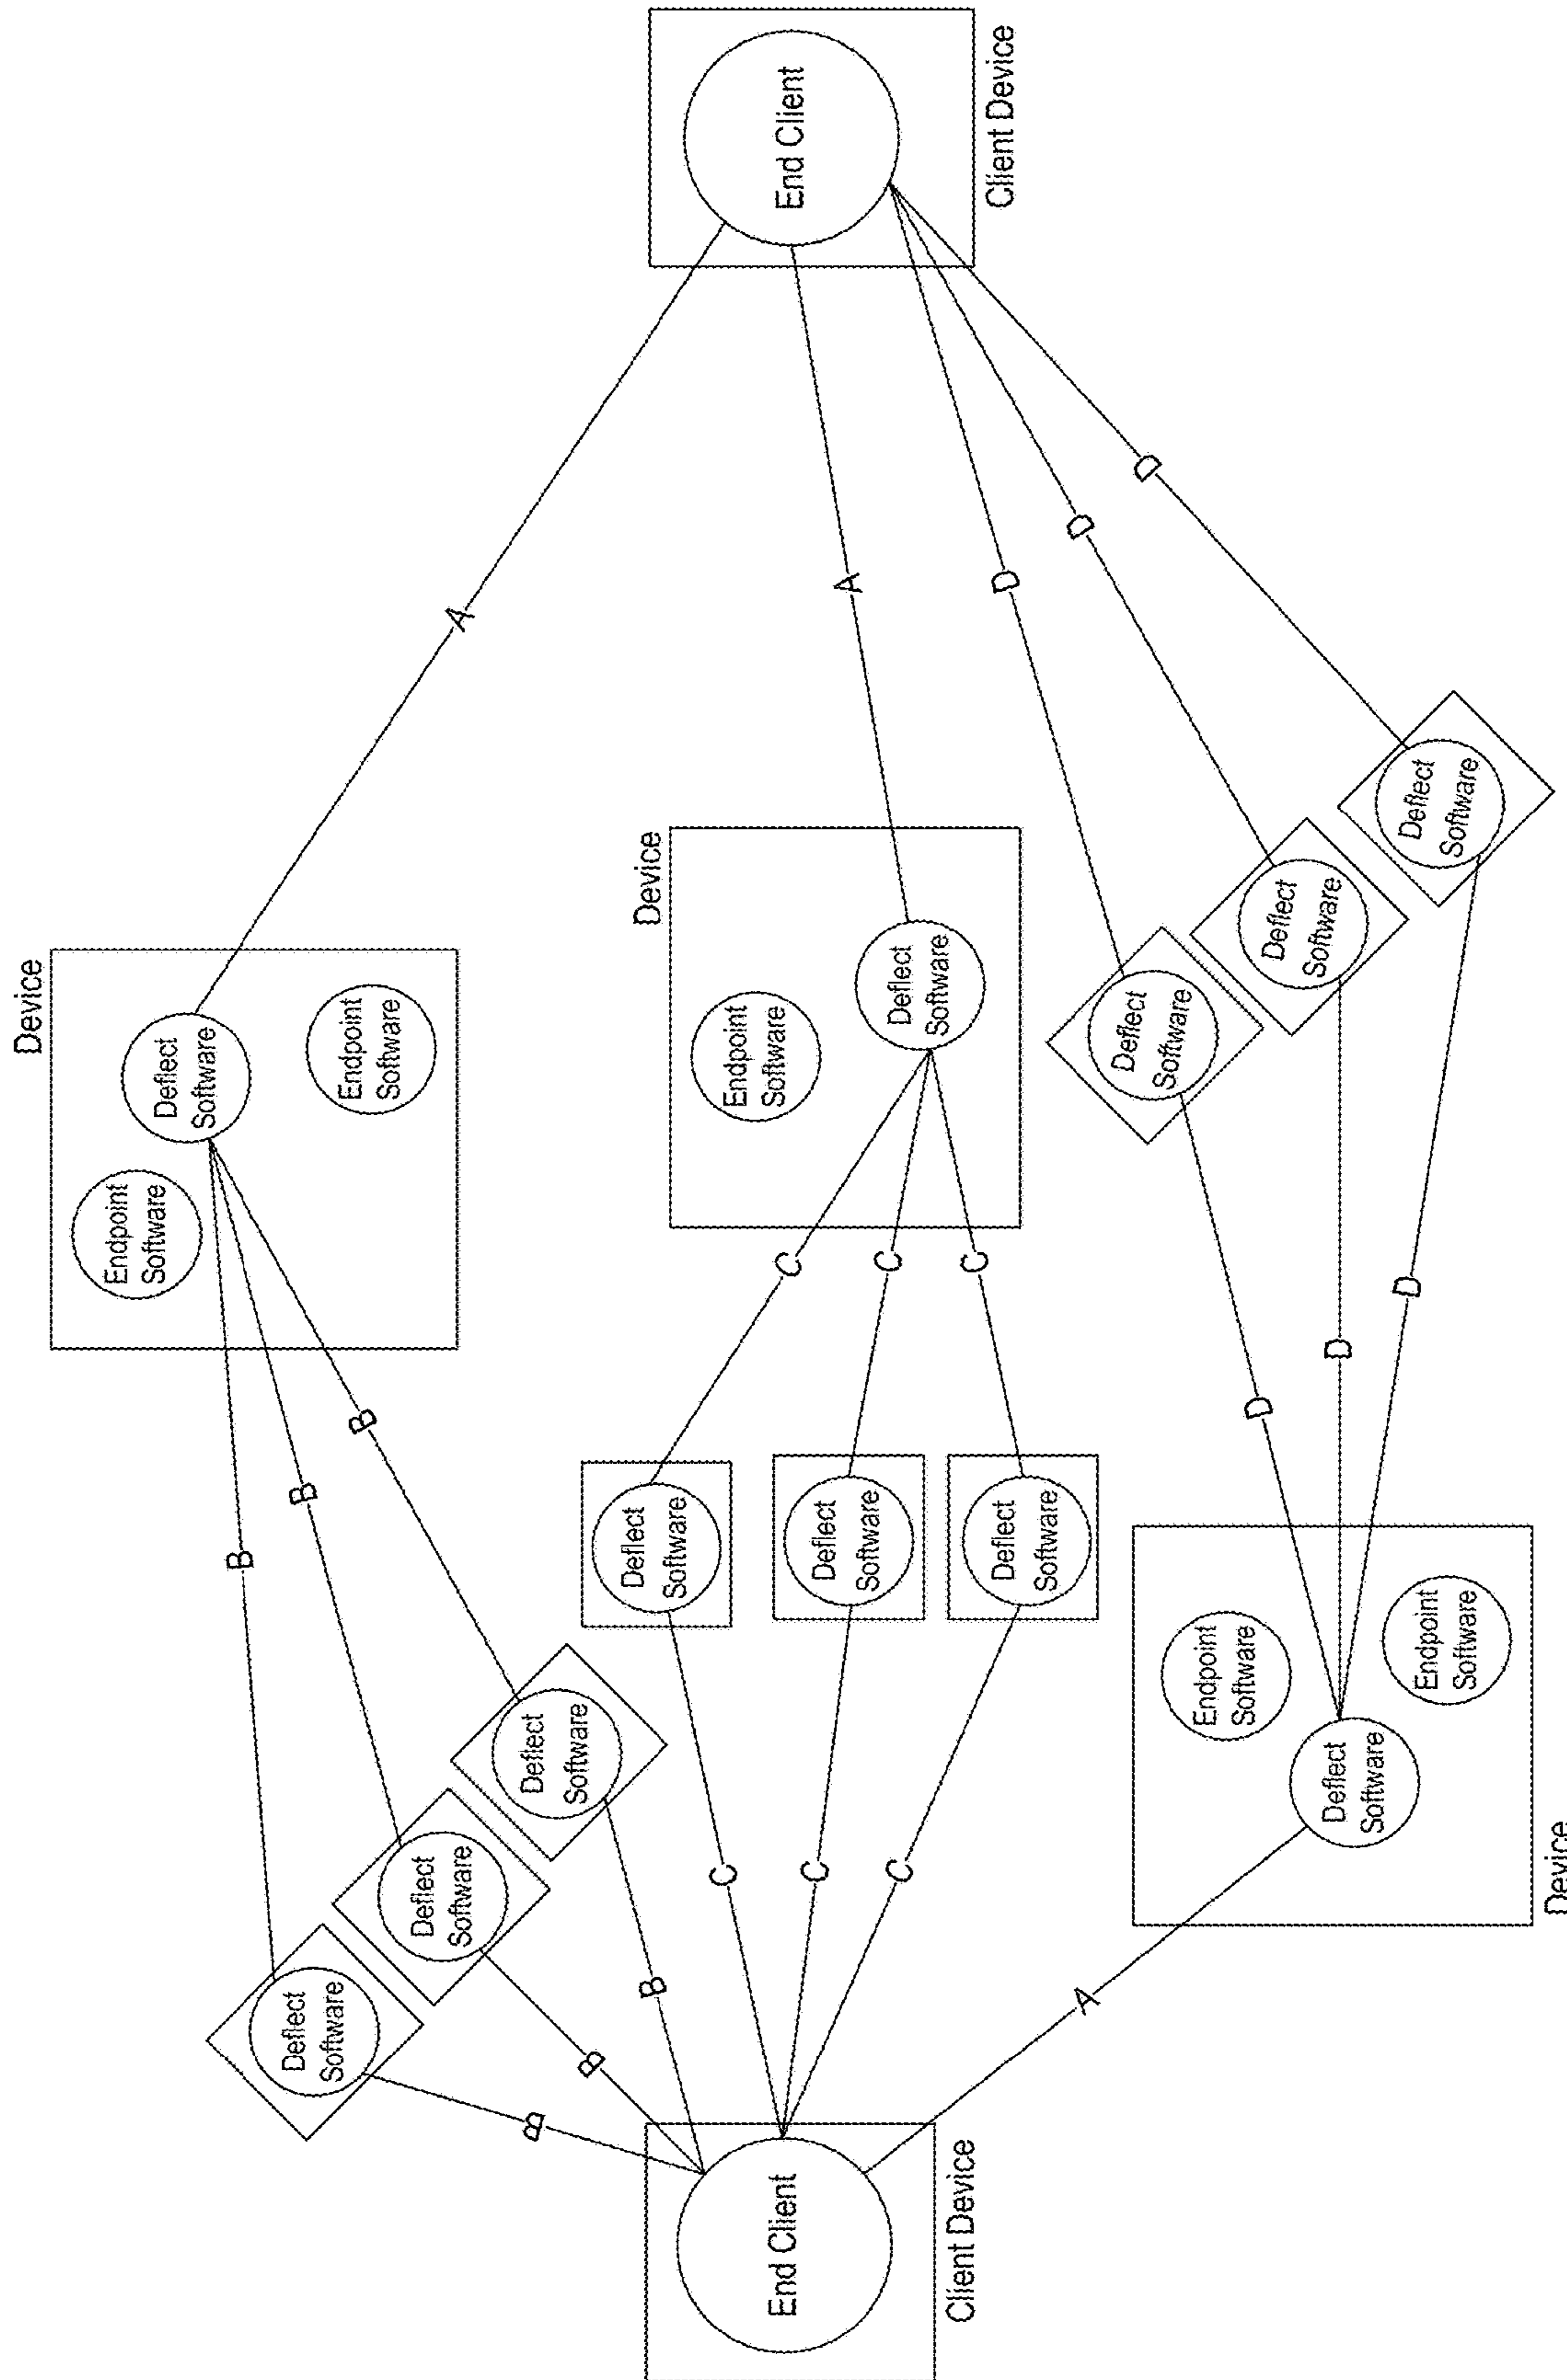 Device
Endpoint
Software
Deflect
Software
B
Deflect
Software
B
B
Endpoint
Software
Deflect
Software
A
B
Deflect
Software
B
Device
B
Deflect
Software
C
Endpoint
Software
End Client
C
End Client
C
A
Deflect
Software
C
C
Deflect
Software
Client Device
C
Client Device
D
Deflect
Software
D
A
D
Deflect
Software
Endpoint
Software
D
Deflect
Software
D
Deflect
Software
D
Deflect
Software
Endpoint
Software
Device